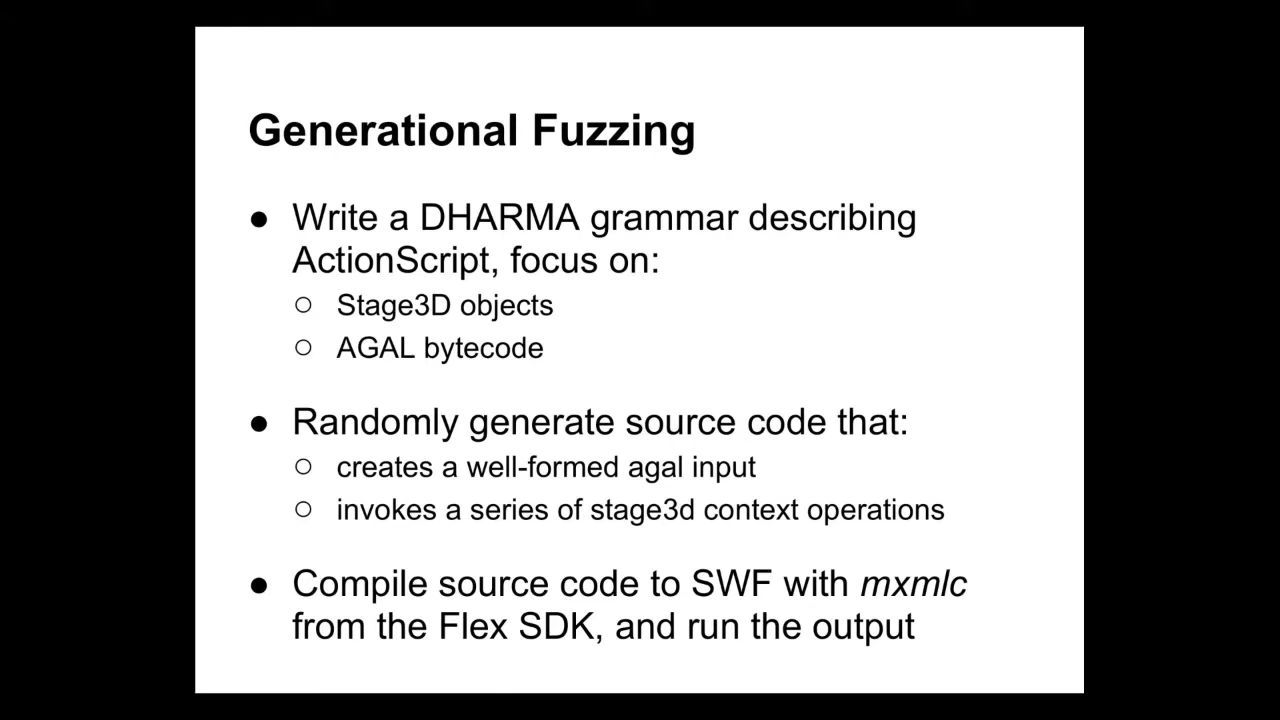 Generational Fuzzing
● Write a DHARMA grammar describing
ActionScript, focus on:
○ Stage3D objects
○ AGAL bytecode
● Randomly generate source code that:
○ creates a well-formed agal input
○ invokes a series of stage3d context operations
● Compile source code to SWF with mxmlc
from the Flex SDK, and run the output